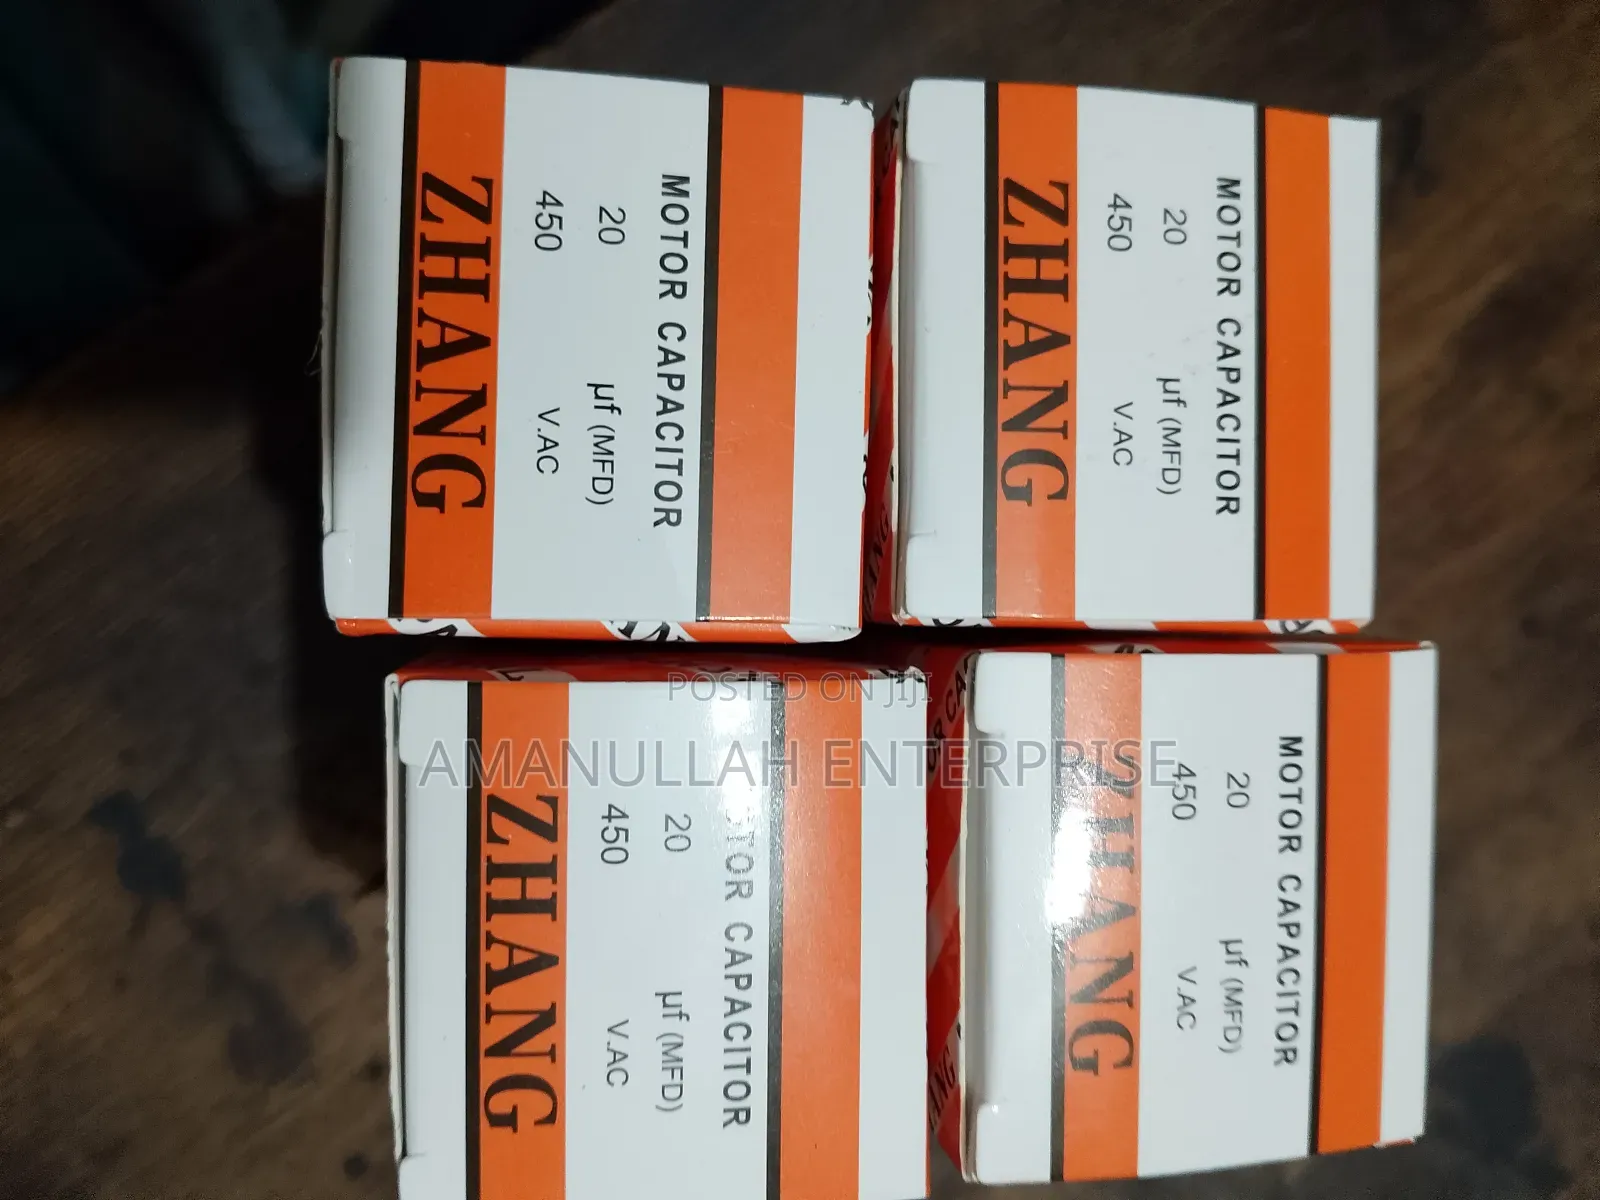 MOTOR CAPACITOR
20 µf (MFD)
450 V.AC
ZHANG
MOTOR CAPACITOR
20 µf (MFD)
450 V.AC
ZHANG
MOTOR CAPACITOR
20 µf (MFD)
450 V.AC
ZHANG
CAPACITOR
20 µf (MFD)
450 V.AC
ZHANG
POSTED ON JIJI
AMANULLAH ENTERPRISE